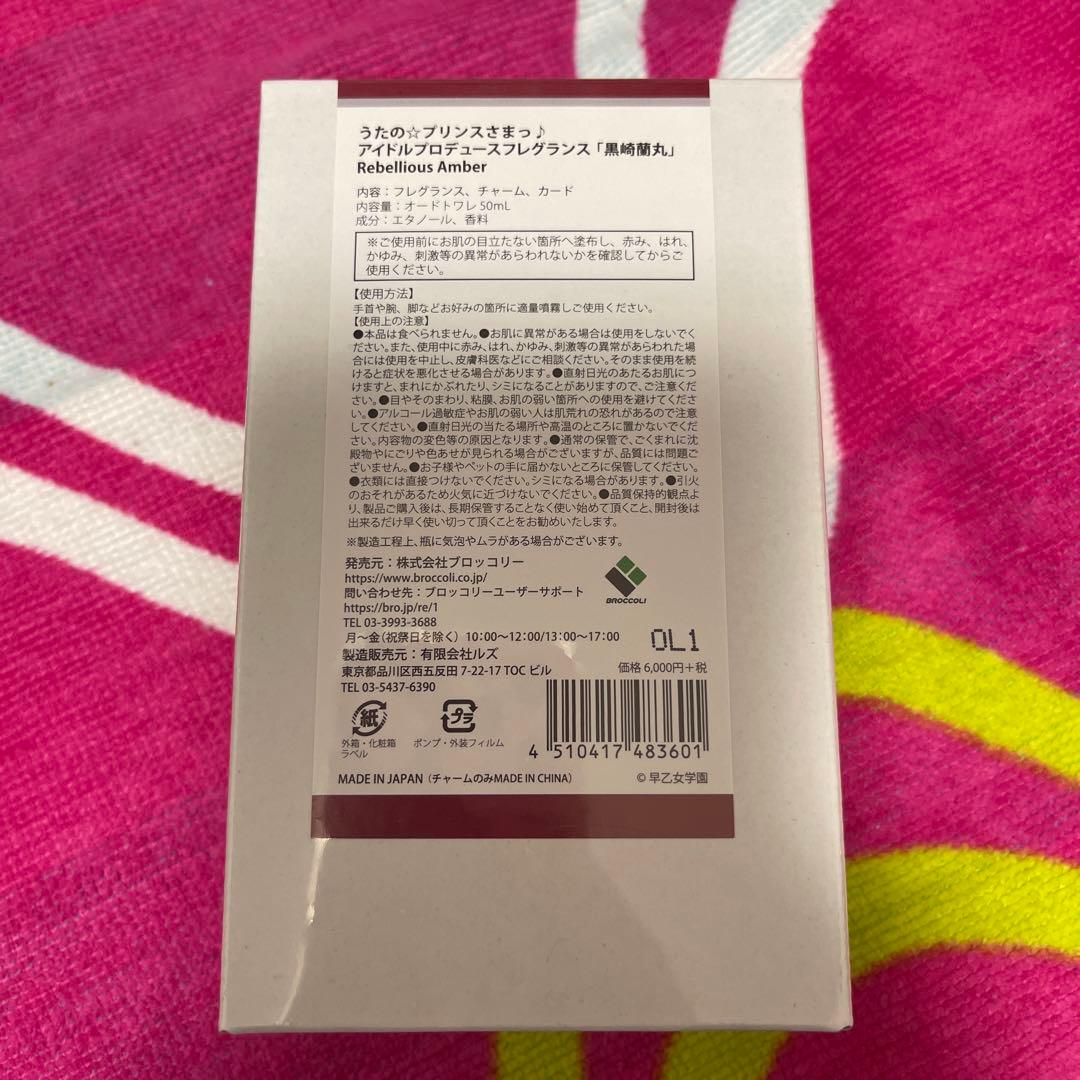 うたの☆プリンスさまっ♪
アイドルプロデュースフレグランス「黒崎蘭丸」
Rebellious Amber
内容：フレグランス、チャーム、カード
内容量：オードトワレ 50mL
成分：エタノール、香料
※ご使用前にお肌の目立たない箇所へ塗布し、赤み、はれ、
かゆみ、刺激等の異常があらわれないかを確認してからご
使用ください。
【使用方法】
手首や腕、脚などお好みの箇所に適量噴霧しご使用ください。
【使用上の注意】
●本品は食べられません。●お肌に異常がある場合は使用をしないでく
ださい。また、使用中に赤み、はれ、かゆみ、刺激等の異常があらわれた場
合には使用を中止し、皮膚科医などにご相談ください。そのまま使用を続
けると症状を悪化させる場合があります。●直射日光のあたるお肌につ
けますと、まれにかぶれたり、シミになることがありますので、ご注意くだ
さい。●目やそのまわり、粘膜、お肌の弱い箇所への使用を避けてくださ
い。●アルコール過敏症やお肌の弱い人は肌荒れの恐れがあるので注意
してください。●直射日光の当たる場所や高温のところに置かないでくだ
さい。内容物の変色等の原因となります。●通常の保管で、ごくまれに沈
殿物やにごりや色あせが見られる場合がございますが、品質には問題ご
ざいません。●お子様やペットの手に届かないところに保管してください。
●衣類には直接つけないでください。シミになる場合があります。●引火
のおそれがあるため火気に近づけないでください。●品質保持的観点よ
り、製品ご購入後は、長期保管することなく使い始めて頂くこと、開封後は
出来るだけ早く使い切って頂くことをお勧めいたします。
※製造工程上、瓶に気泡やムラがある場合がございます。
発売元：株式会社ブロッコリー
https://www.broccoli.co.jp/
問い合わせ先：ブロッコリーユーザーサポート
https://bro.jp/re/1
TEL 03-3993-3688
月～金（祝祭日を除く） 10：00～12：00/13：00～17：00
BROCCOLI
OL1
製造販売元：有限会社ルズ
東京都品川区西五反田 7-22-17 TOC ビル
TEL 03-5437-6390
価格 6,000円＋税
紙
外箱・化粧箱
ラベル
プラ
ポンプ・外装フィルム
4 510417 483601
MADE IN JAPAN （チャームのみMADE IN CHINA）
© 早乙女学園